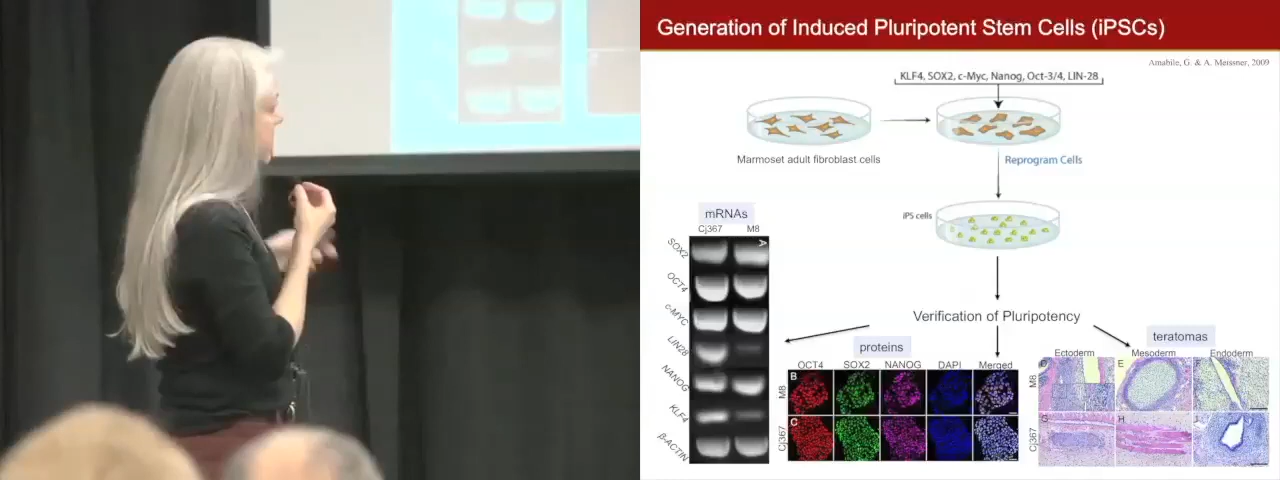 Generation of Induced Pluripotent Stem Cells (iPSCs)
Amabile, G. & A. Meissner, 2009
KLF4, SOX2, c-Myc, Nanog, Oct-3/4, LIN-28
Marmoset adult fibroblast cells
Reprogram Cells
iPS cells
Verification of Pluripotency
mRNAs
Cj367 M8
A
SOX2
OCT4
c-MYC
LIN28
NANOG
KLF4
β-ACTIN
proteins
OCT4 SOX2 NANOG DAPI Merged
M8
B
Cj367
C
teratomas
Ectoderm Mesoderm Endoderm
M8
D E F
Cj367
G H I